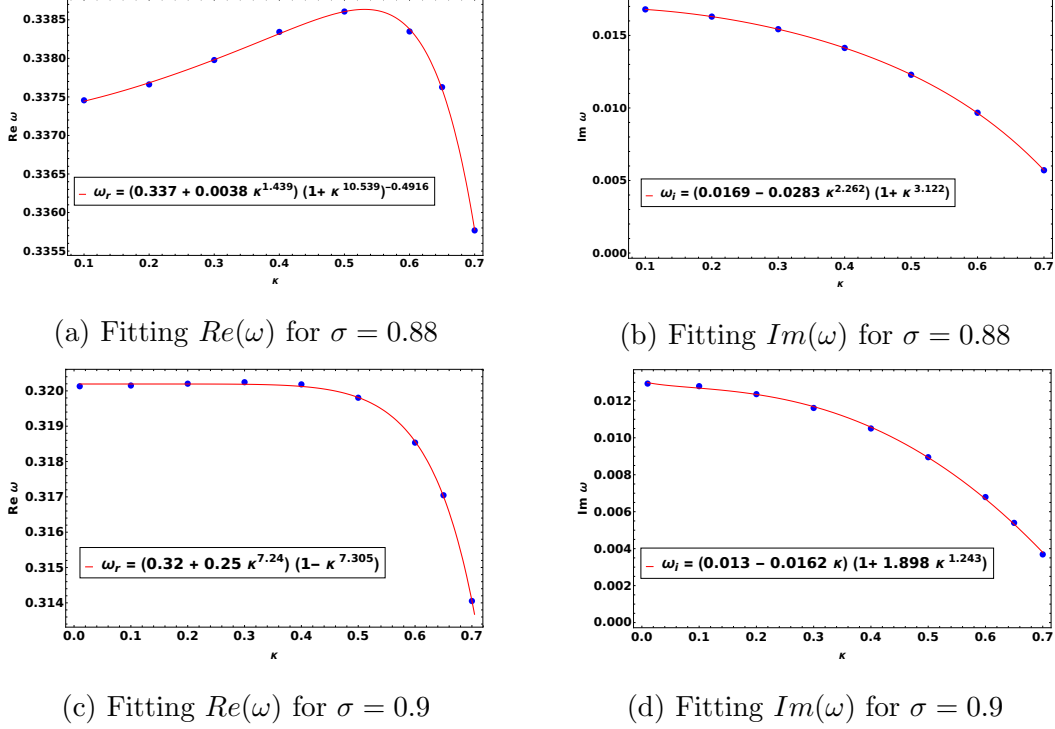 0.3385
0.3380
0.3375
0.3370
0.3365
0.3360
0.3355
Re ω
0.1 0.2 0.3 0.4 0.5 0.6 0.7
κ
ω_r = (0.337 + 0.0038 κ^1.439) (1+ κ^10.539)^−0.4916
(a) Fitting Re(ω) for σ = 0.88
0.015
0.010
0.005
0.000
Im ω
0.1 0.2 0.3 0.4 0.5 0.6 0.7
κ
ω_i = (0.0169 − 0.0283 κ^2.262) (1+ κ^3.122)
(b) Fitting Im(ω) for σ = 0.88
0.320
0.319
0.318
0.317
0.316
0.315
0.314
Re ω
0.0 0.1 0.2 0.3 0.4 0.5 0.6 0.7
κ
ω_r = (0.32 + 0.25 κ^7.24) (1− κ^7.305)
(c) Fitting Re(ω) for σ = 0.9
0.012
0.010
0.008
0.006
0.004
0.002
0.000
Im ω
0.0 0.1 0.2 0.3 0.4 0.5 0.6 0.7
κ
ω_i = (0.013 − 0.0162 κ) (1+ 1.898 κ^1.243)
(d) Fitting Im(ω) for σ = 0.9